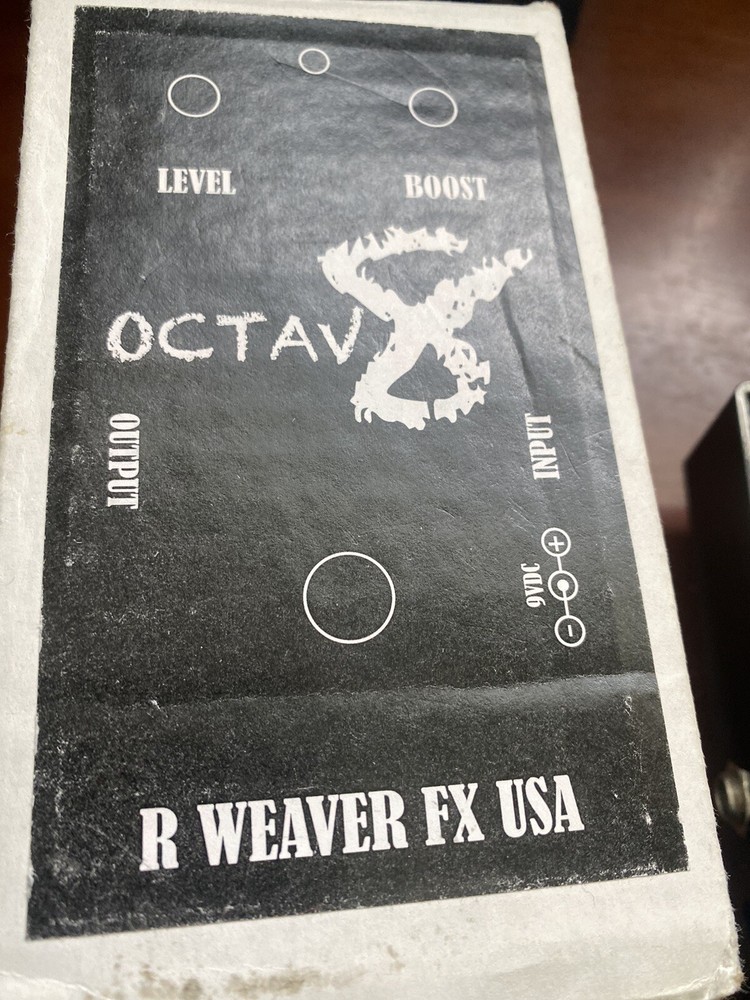 LEVEL BOOST
OCTAV8
OUTPUT
INPUT
9VDC
+
-
R WEAVER FX USA